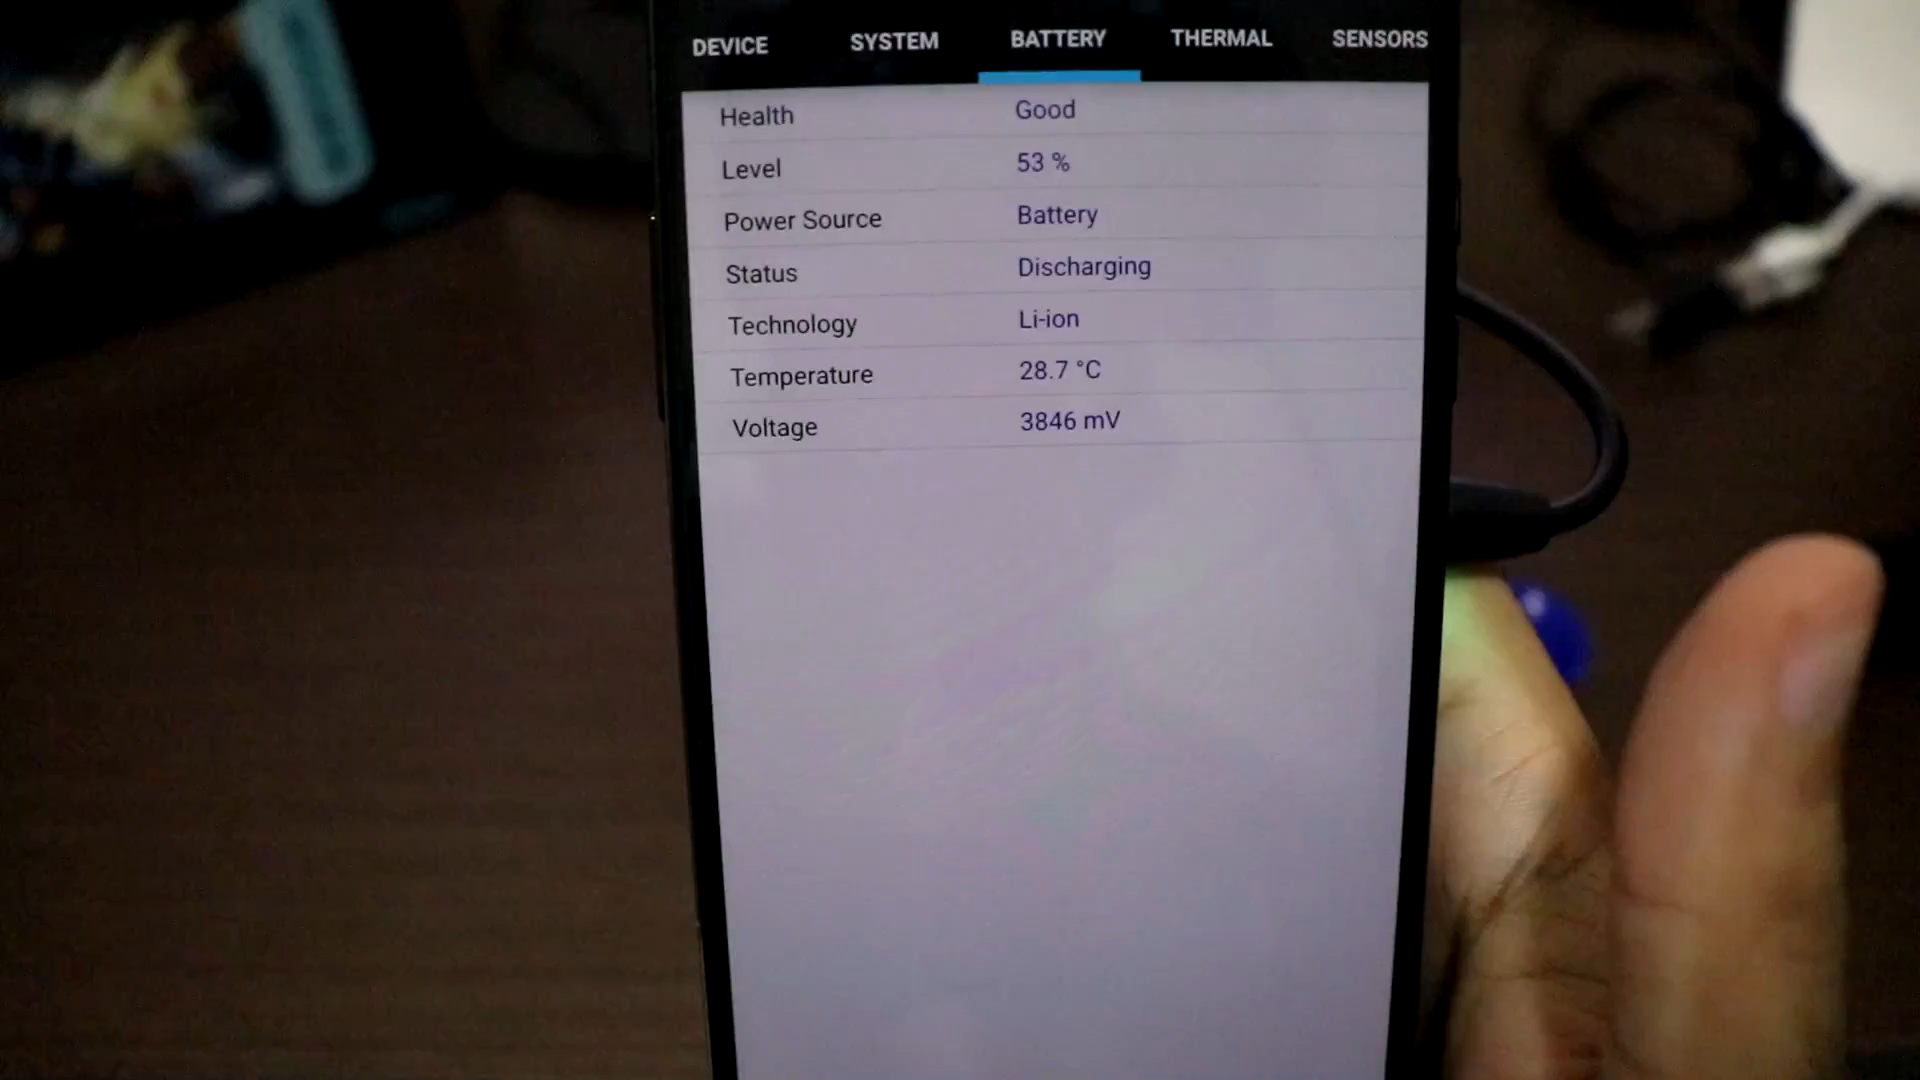 DEVICE SYSTEM BATTERY THERMAL SENSORS
Health Good
Level 53 %
Power Source Battery
Status Discharging
Technology Li-ion
Temperature 28.7 °C
Voltage 3846 mV